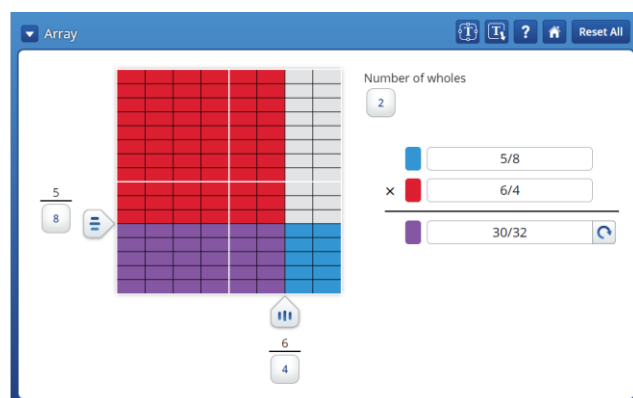 Array
T T ? Reset All
Number of wholes
2
5/8
× 6/4
30/32
5
8
6
4